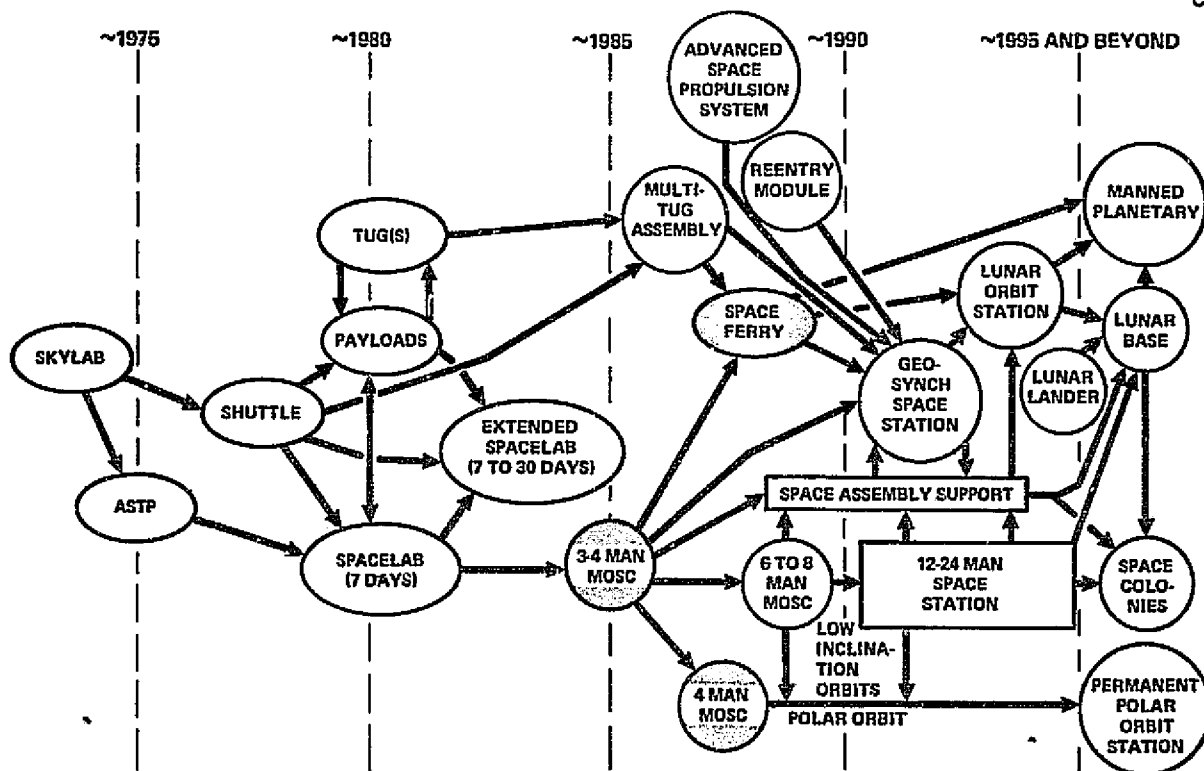 ~1975
~1980
~1985
~1990
~1995 AND BEYOND
ADVANCED
SPACE
PROPULSION
SYSTEM
REENTRY
MODULE
MULTI-
TUG
ASSEMBLY
MANNED
PLANETARY
TUG(S)
LUNAR
ORBIT
STATION
SPACE
FERRY
LUNAR
BASE
PAYLOADS
SKYLAB
GEO-
SYNCH
SPACE
STATION
LUNAR
LANDER
SHUTTLE
EXTENDED
SPACELAB
(7 TO 30 DAYS)
SPACE ASSEMBLY SUPPORT
ASTP
SPACELAB
(7 DAYS)
3-4 MAN
MOSC
6 TO 8
MAN
MOSC
12-24 MAN
SPACE
STATION
SPACE
COLO-
NIES
LOW
INCLINA-
TION
ORBITS
4 MAN
MOSC
POLAR ORBIT
PERMANENT
POLAR
ORBIT
STATION